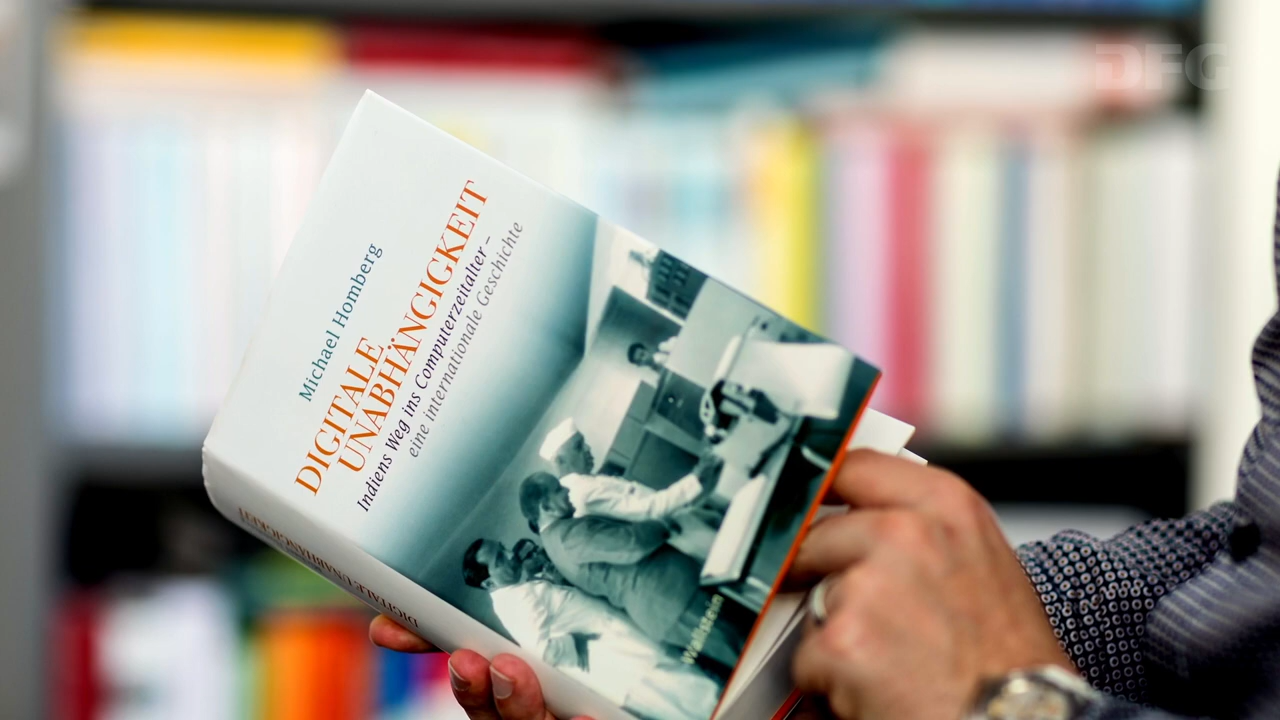 Michael Homberg
DIGITALE
UNABHÄNGIGKEIT
Indiens Weg ins Computerzeitalter –
eine internationale Geschichte
Wallstein
DIGITALE UNABHÄNGIGKEIT
DFG